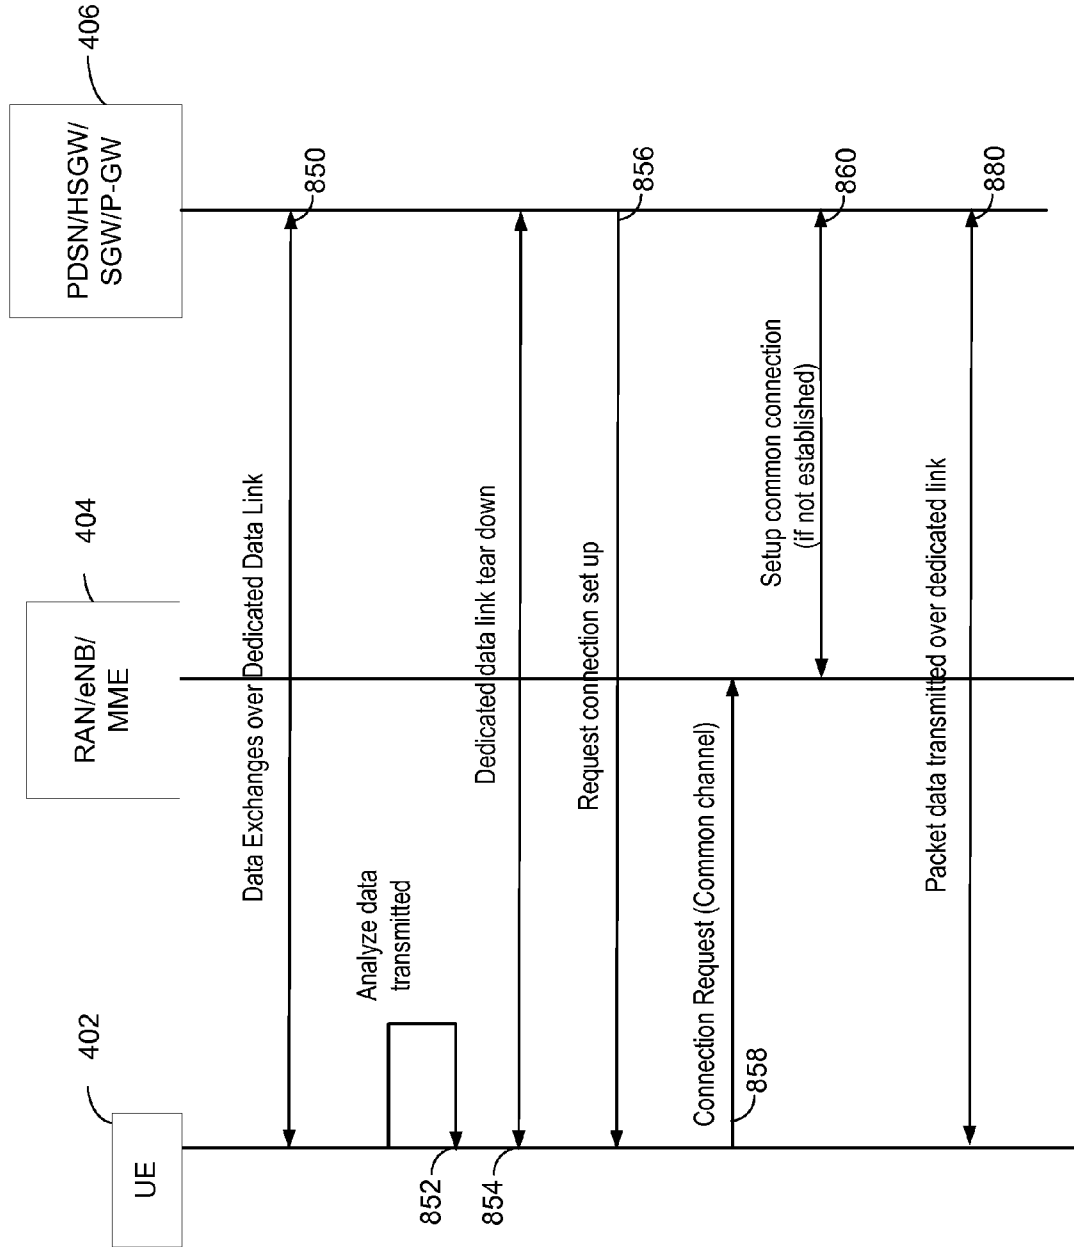 UE
402
RAN/eNB/
MME
404
PDSN/HSGW/
SGW/P-GW
406
Data Exchanges over Dedicated Data Link
850
Analyze data
transmitted
852
Dedicated data link tear down
854
Request connection set up
856
Connection Request (Common channel)
858
Setup common connection
(if not established)
860
Packet data transmitted over dedicated link
880